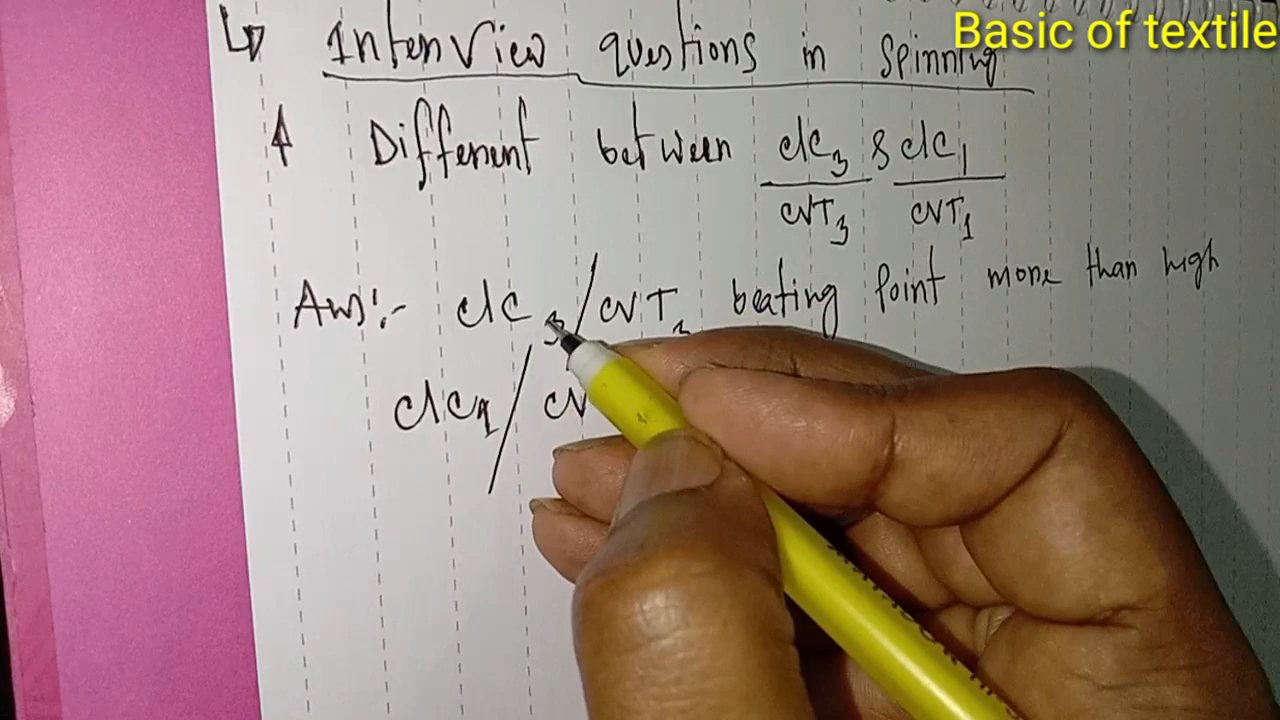 Basic of textile
Interview questions in spinning
Different between clc3 & clc1
CVT3 CVT1
Ans:- clc3/CVT3 beating point more than high
clc1/CV